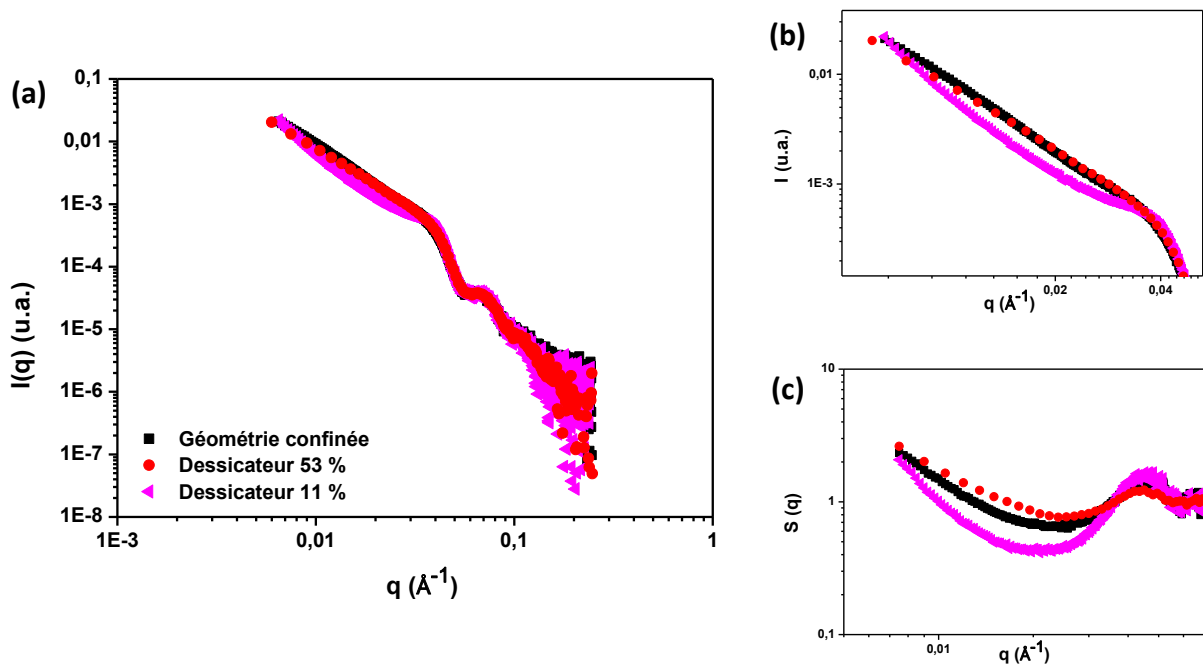 (a)
I(q) (u.a.)
0,1
0,01
1E-3
1E-4
1E-5
1E-6
1E-7
1E-8
Géométrie confinée
Dessicateur 53 %
Dessicateur 11 %
1E-3
0,01
0,1
1
q (Å-1)
(b)
I (u.a.)
0,01
1E-3
0,02
0,04
q (Å-1)
(c)
S (q)
10
1
0,1
0,01
q (Å-1)